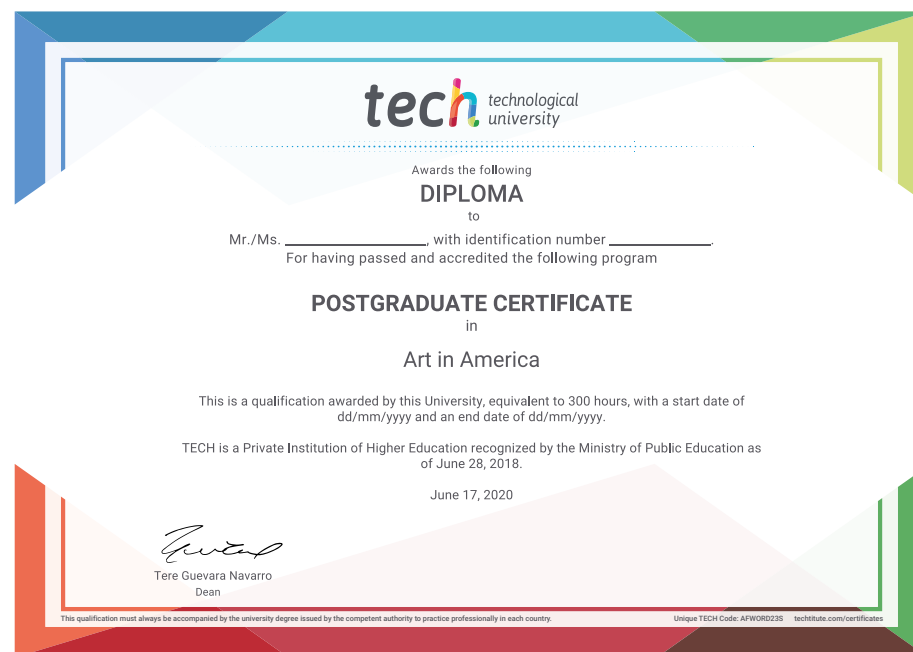 tech technological
university
Awards the following
DIPLOMA
to
Mr./Ms. ____________________, with identification number ______________.
For having passed and accredited the following program
POSTGRADUATE CERTIFICATE
in
Art in America
This is a qualification awarded by this University, equivalent to 300 hours, with a start date of
dd/mm/yyyy and an end date of dd/mm/yyyy.
TECH is a Private Institution of Higher Education recognized by the Ministry of Public Education as
of June 28, 2018.
June 17, 2020
Tere Guevara Navarro
Dean
This qualification must always be accompanied by the university degree issued by the competent authority to practice professionally in each country. Unique TECH Code: AFWORD23S techtitute.com/certificates